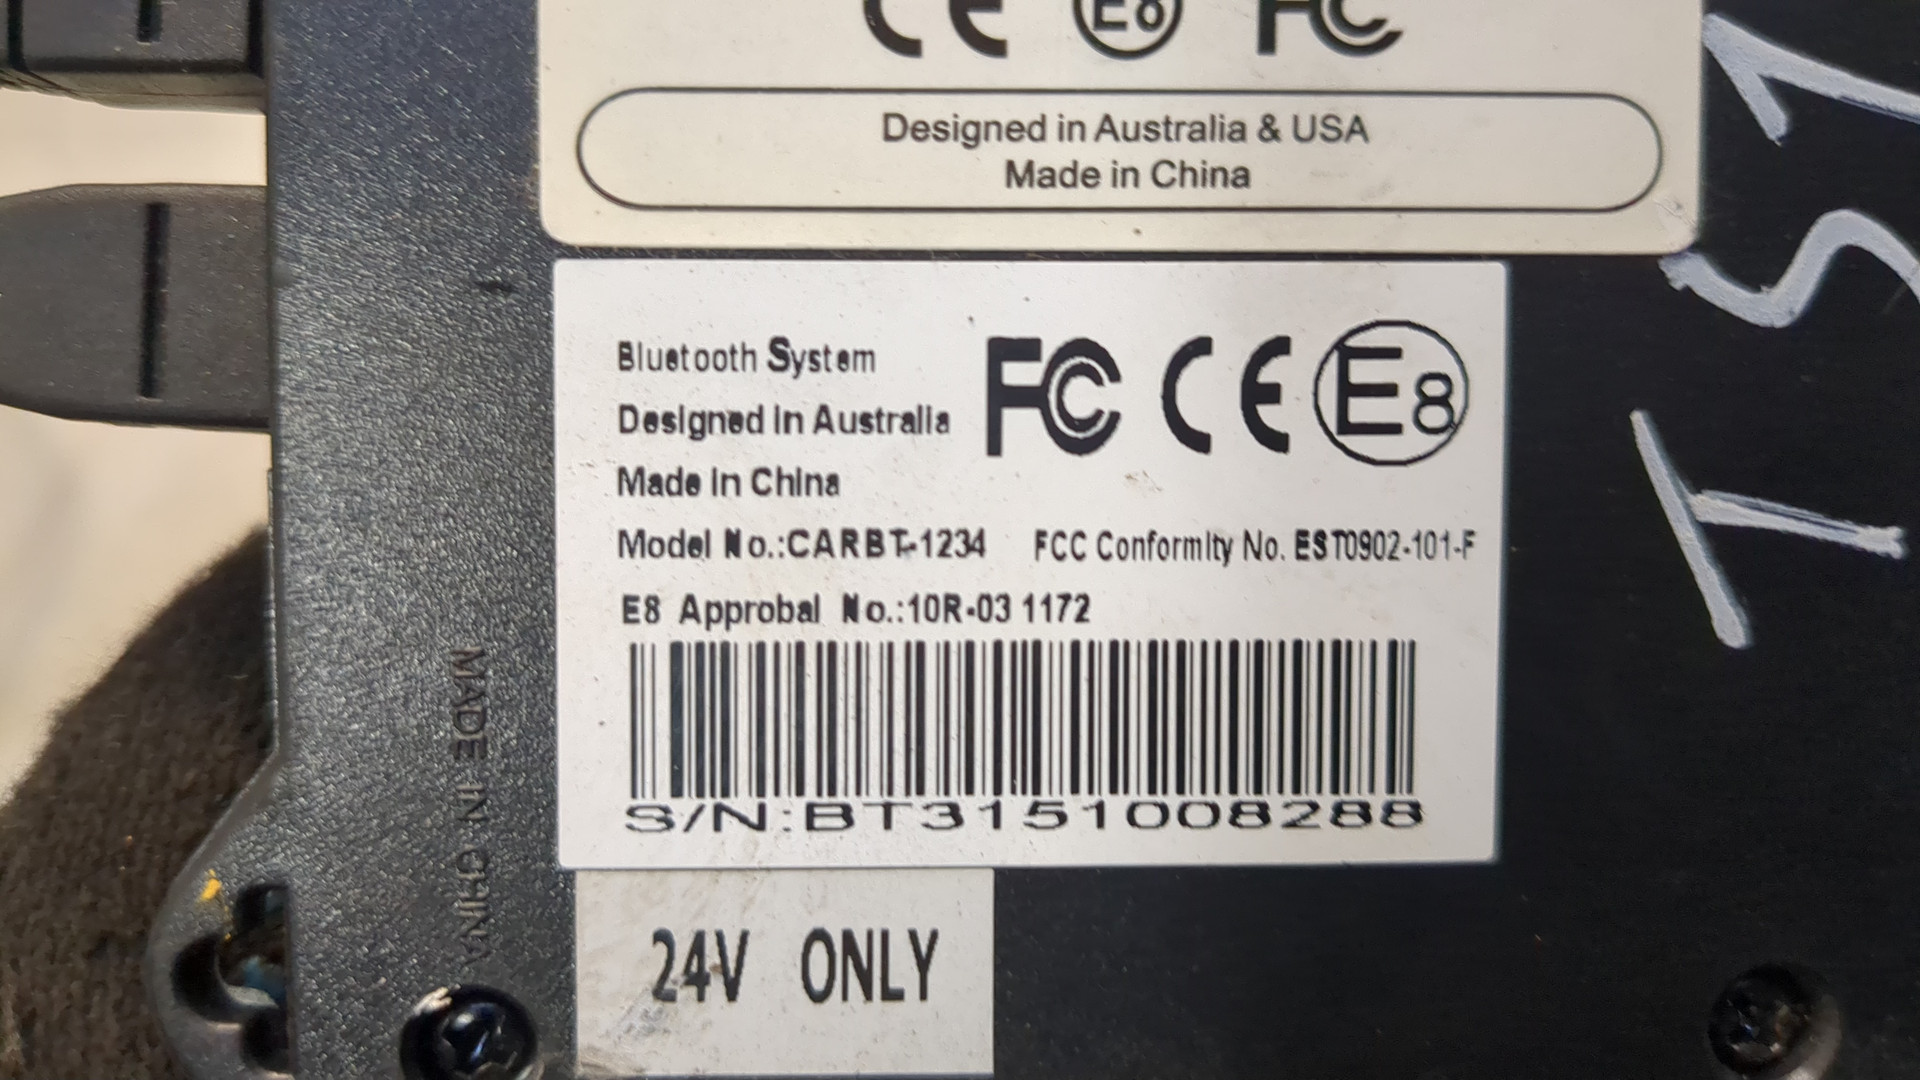 CE E8 FC
Designed in Australia & USA
Made in China
Bluetooth System
Designed in Australia
Made in China
FC CE E8
Model No.:CARBT-1234 FCC Conformity No. EST0902-101-F
E8 Approbal No.:10R-03 1172
S/N:BT3151008288
24V ONLY
MADE IN CHINA